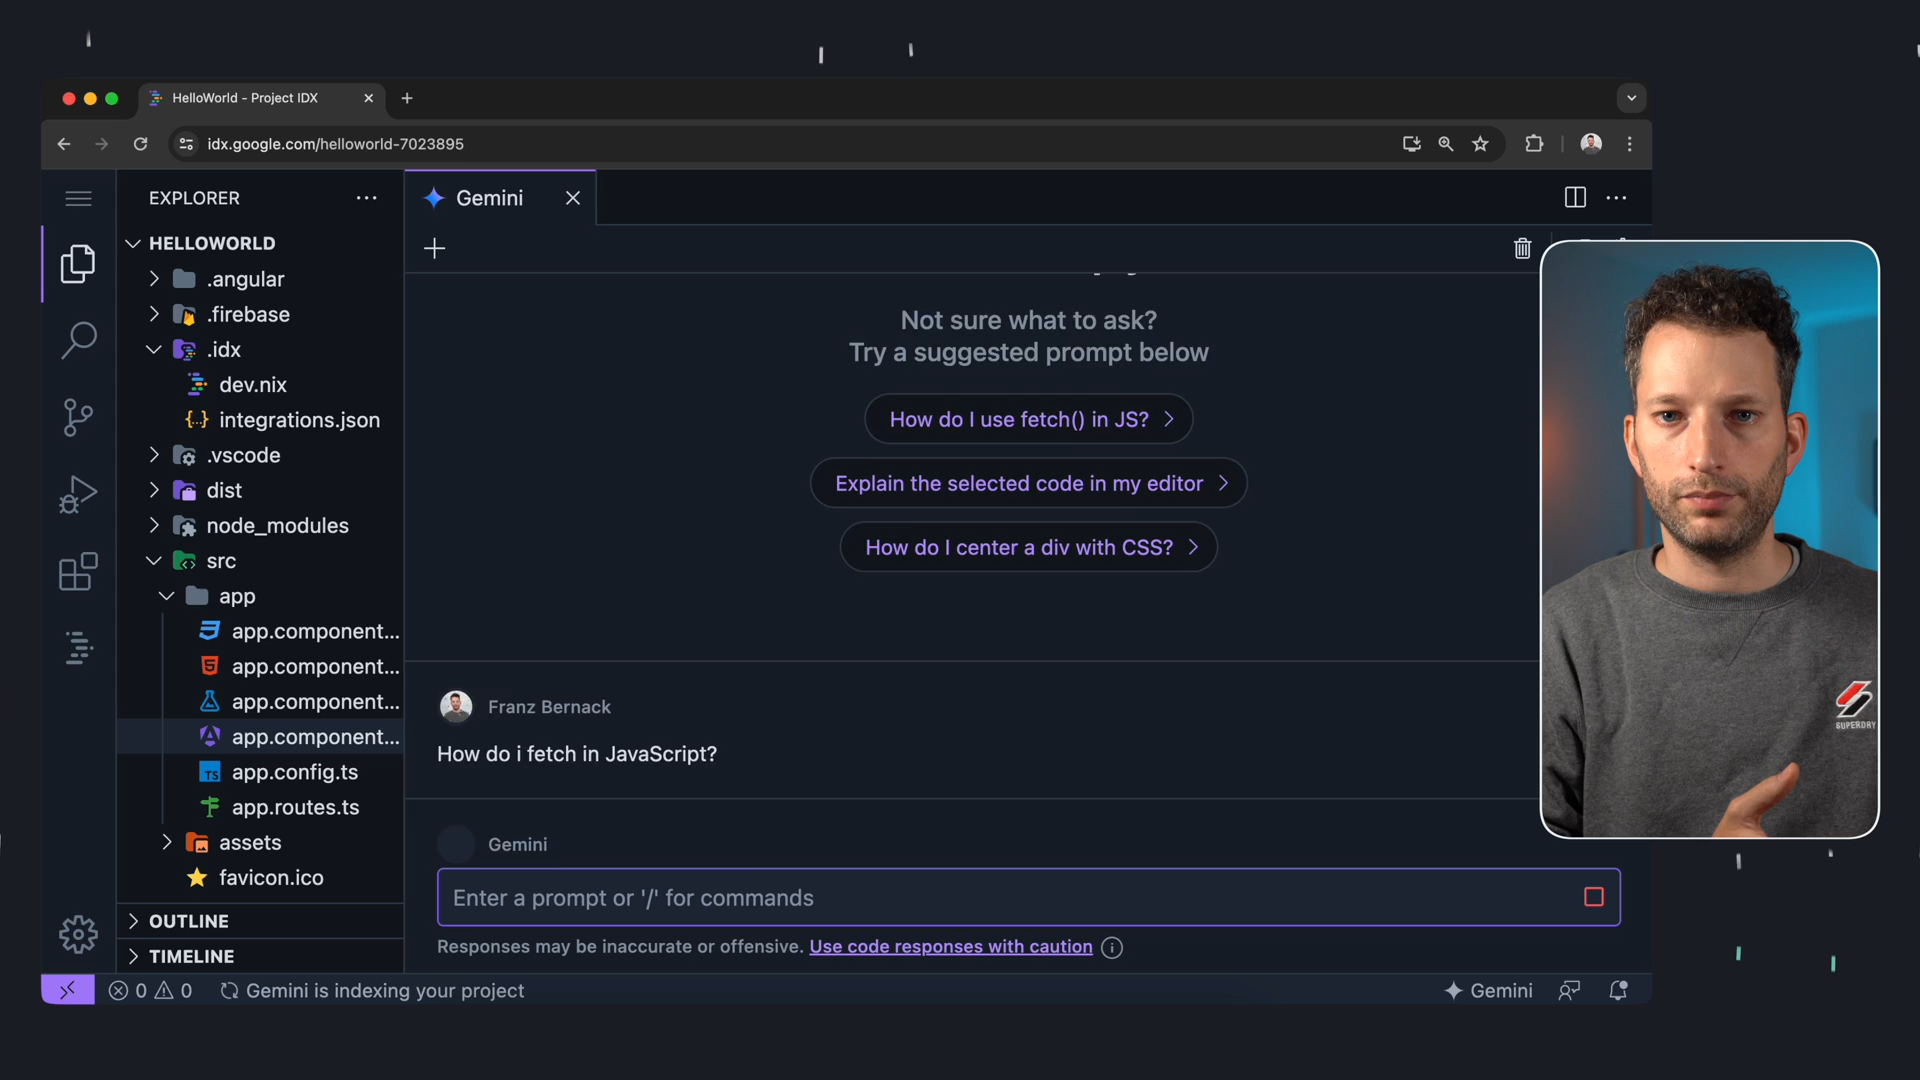 HelloWorld - Project IDX
idx.google.com/helloworld-7023895
EXPLORER
Gemini
HELLOWORLD
.angular
.firebase
.idx
dev.nix
integrations.json
.vscode
dist
node_modules
src
app
app.component...
app.component...
app.component...
app.component...
app.config.ts
app.routes.ts
assets
favicon.ico
OUTLINE
TIMELINE
Not sure what to ask?
Try a suggested prompt below
How do I use fetch() in JS?
Explain the selected code in my editor
How do I center a div with CSS?
Franz Bernack
How do i fetch in JavaScript?
Gemini
Enter a prompt or '/' for commands
Responses may be inaccurate or offensive. Use code responses with caution
0 0 Gemini is indexing your project
Gemini
SUPERDRY